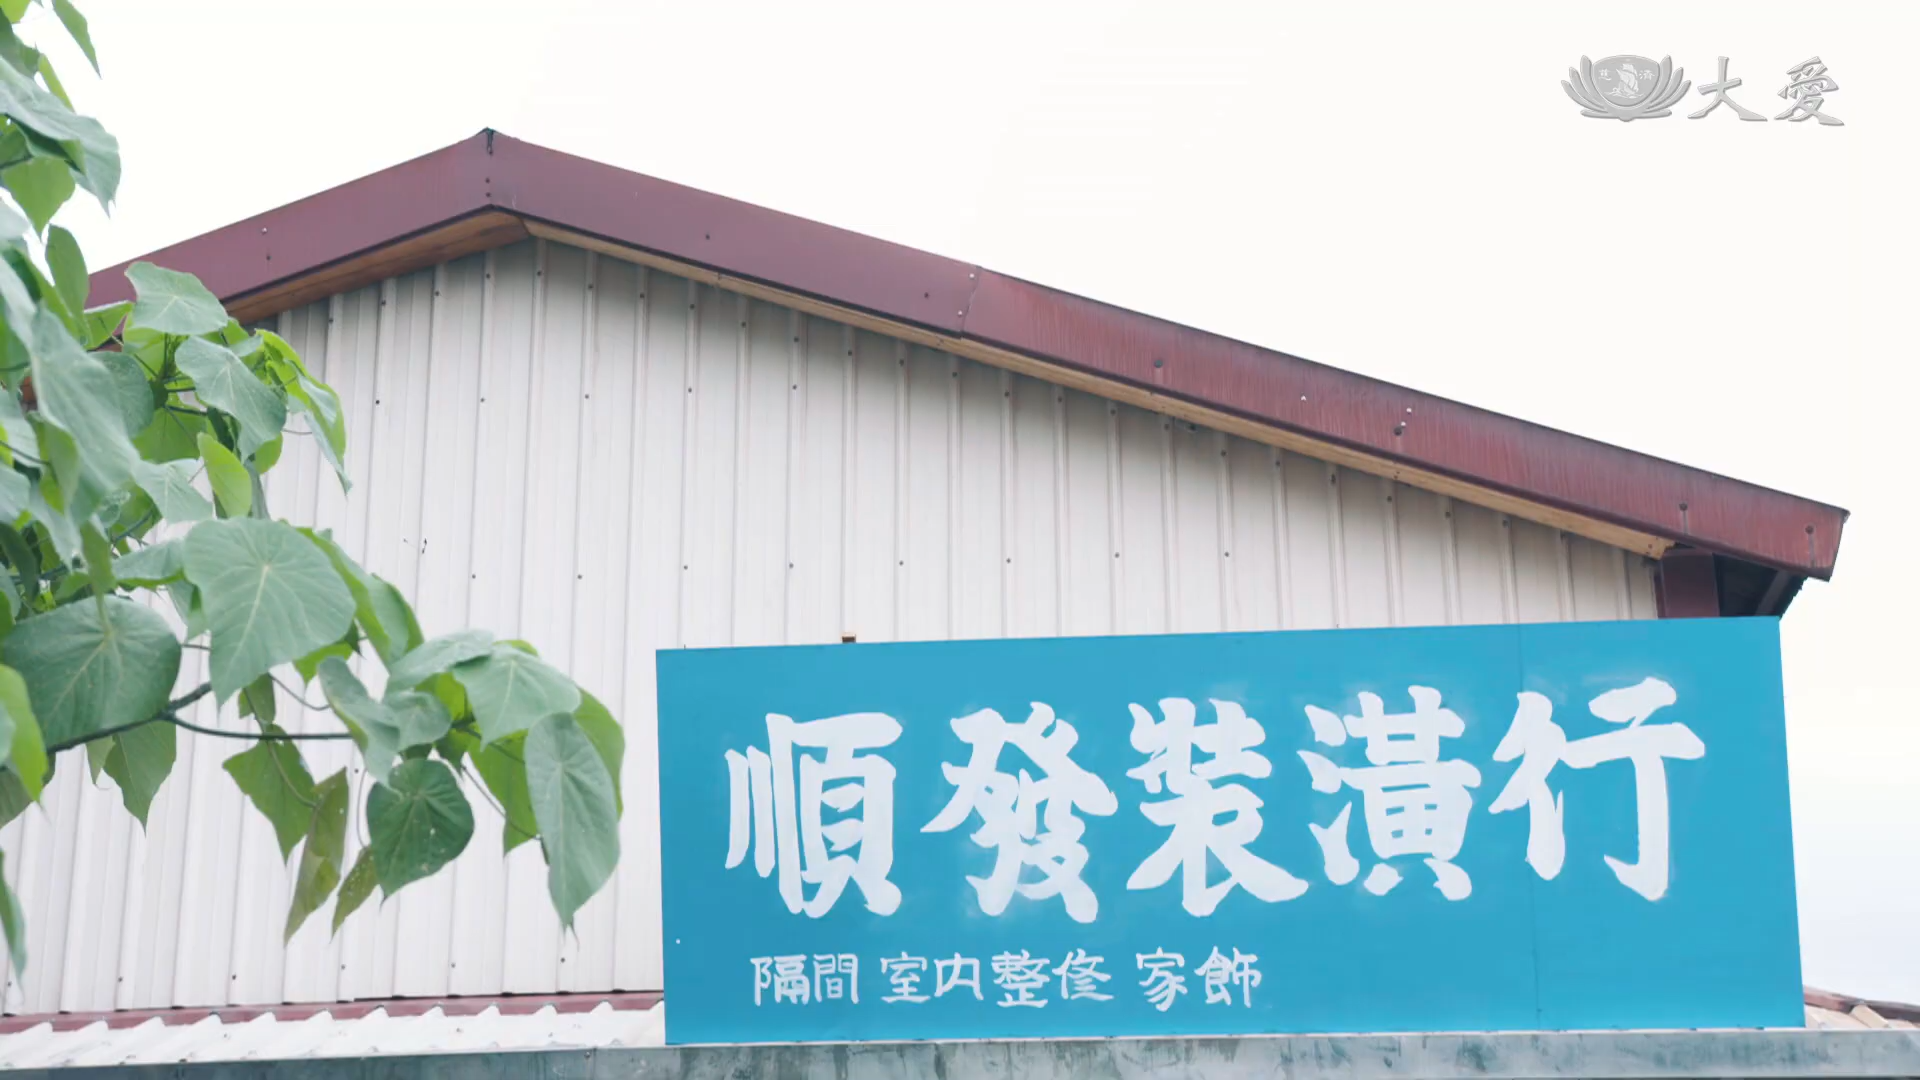 大愛
順發裝潢行
隔間 室內整修 家飾